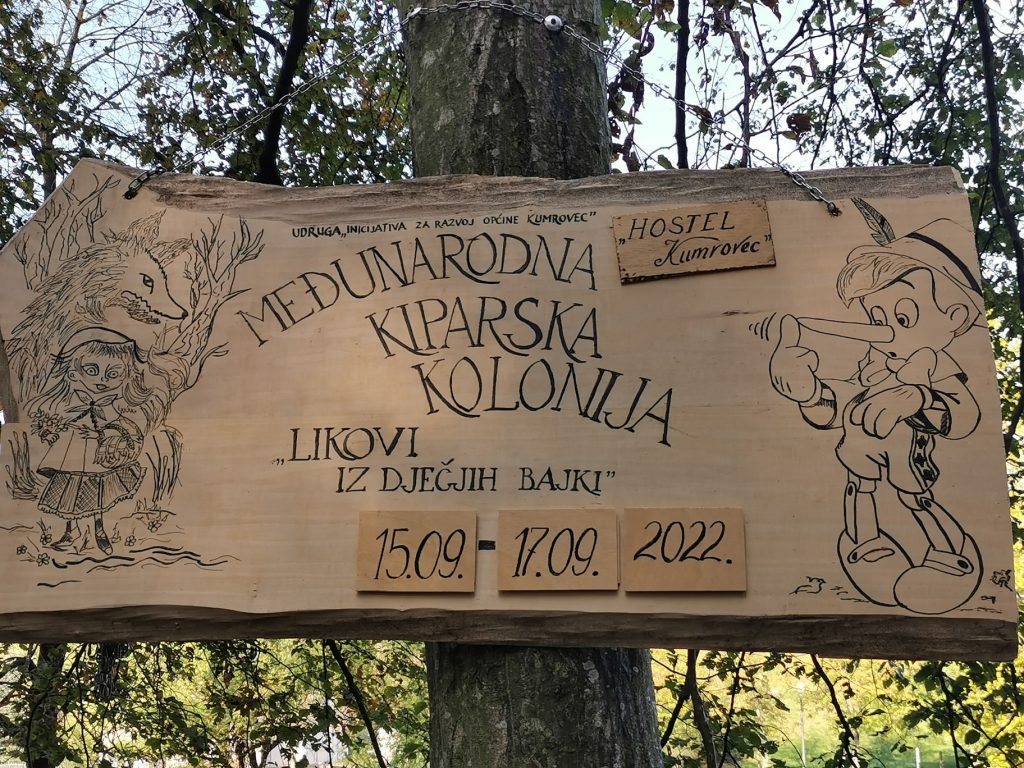 UDRUGA „INICIJATIVA ZA RAZVOJ OPĆINE KUMROVEC”
„HOSTEL
Kumrovec”
MEĐUNARODNA
KIPARSKA
KOLONIJA
„LIKOVI
IZ DJEČJIH BAJKI”
15.09. - 17.09. 2022.